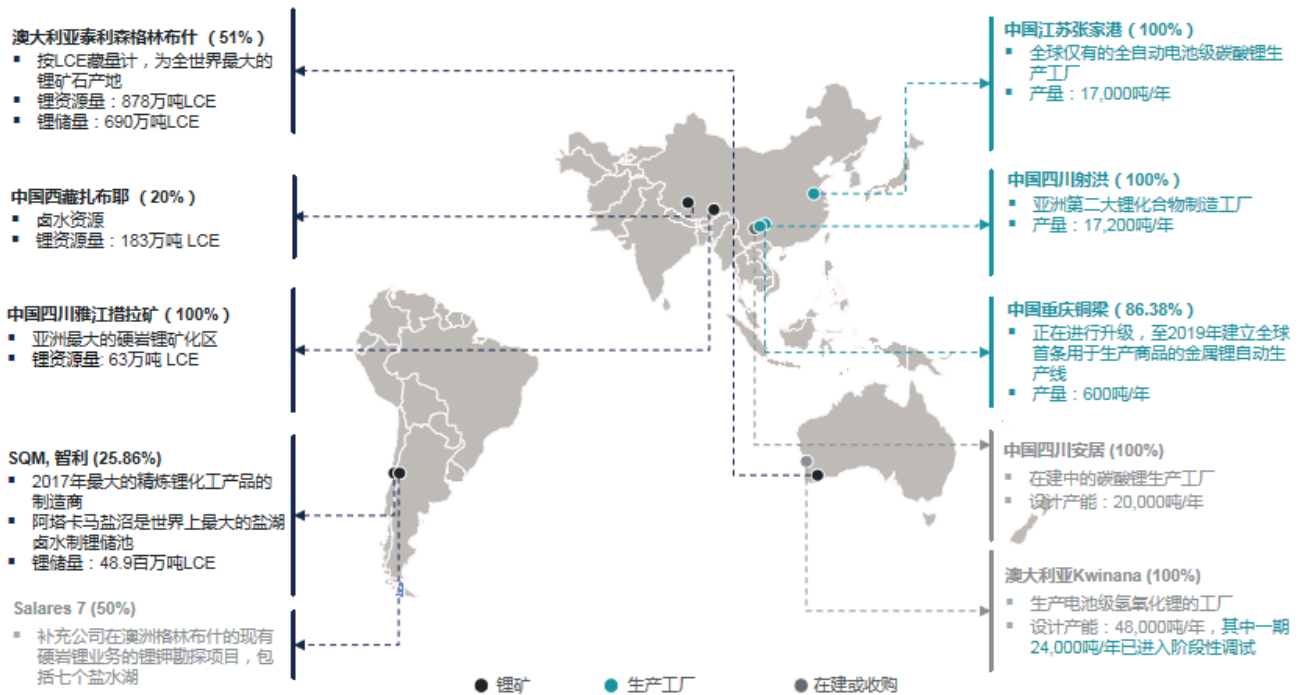 澳大利亚泰利森格林布什 （51%）
▪ 按LCE藏量计，为全世界最大的
锂矿石产地
▪ 锂资源量：878万吨LCE
▪ 锂储量：690万吨LCE
中国西藏扎布耶 （20%）
▪ 卤水资源
▪ 锂资源量：183万吨 LCE
中国四川雅江措拉矿（100%）
▪ 亚洲最大的硬岩锂矿化区
▪ 锂资源量: 63万吨 LCE
SQM, 智利 (25.86%)
▪ 2017年最大的精炼锂化工产品的
制造商
▪ 阿塔卡马盐沼是世界上最大的盐湖
卤水制锂储池
▪ 锂储量：48.9百万吨LCE
Salares 7 (50%)
▪ 补充公司在澳洲格林布什的现有
硬岩锂业务的锂钾勘探项目，包
括七个盐水湖
中国江苏张家港（100%）
▪ 全球仅有的全自动电池级碳酸锂生
产工厂
▪ 产量：17,000吨/年
中国四川射洪（100%）
▪ 亚洲第二大锂化合物制造工厂
▪ 产量：17,200吨/年
中国重庆铜梁（86.38%）
▪ 正在进行升级，至2019年建立全球
首条用于生产商品的金属锂自动生
产线
▪ 产量：600吨/年
中国四川安居 (100%)
▪ 在建中的碳酸锂生产工厂
▪ 设计产能：20,000吨/年
澳大利亚Kwinana (100%)
▪ 生产电池级氢氧化锂的工厂
▪ 设计产能：48,000吨/年，其中一期
24,000吨/年已进入阶段性调试
锂矿 生产工厂 在建或收购